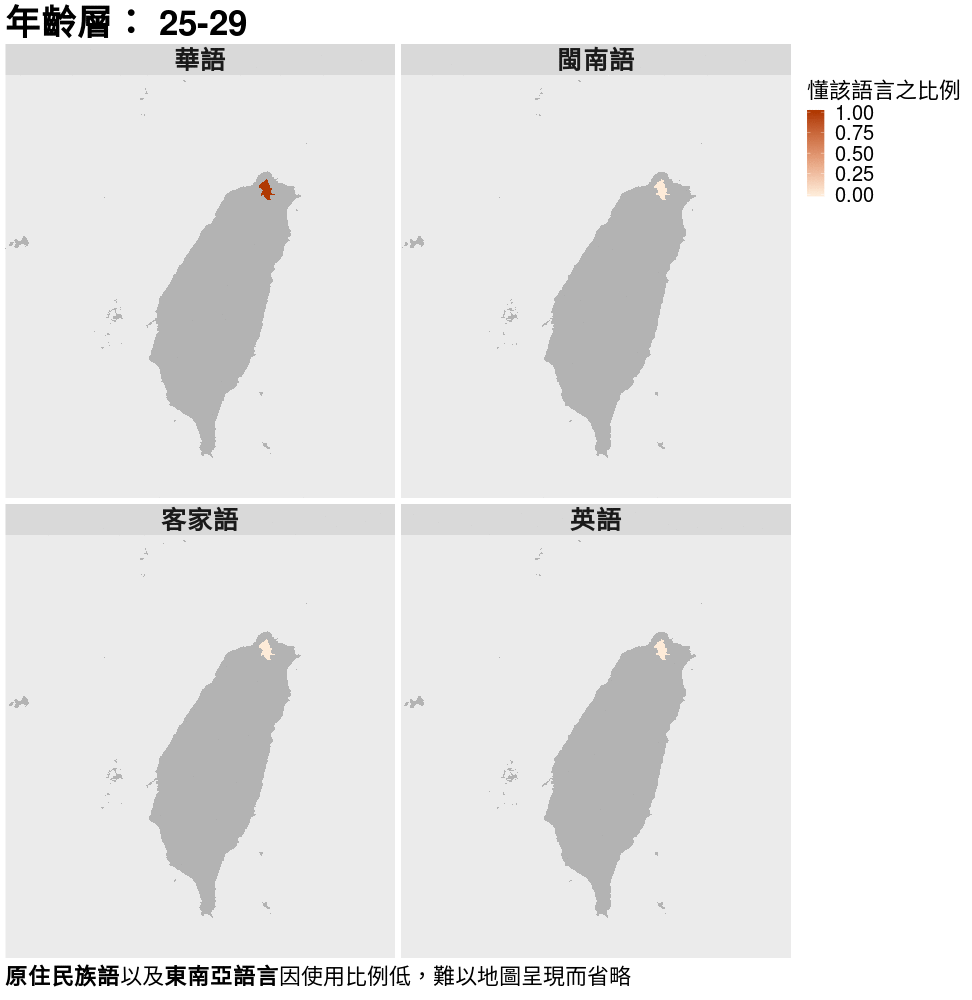 年齡層： 25-29
華語
閩南語
懂該語言之比例
1.00
0.75
0.50
0.25
0.00
客家語
英語
原住民族語以及東南亞語言因使用比例低，難以地圖呈現而省略